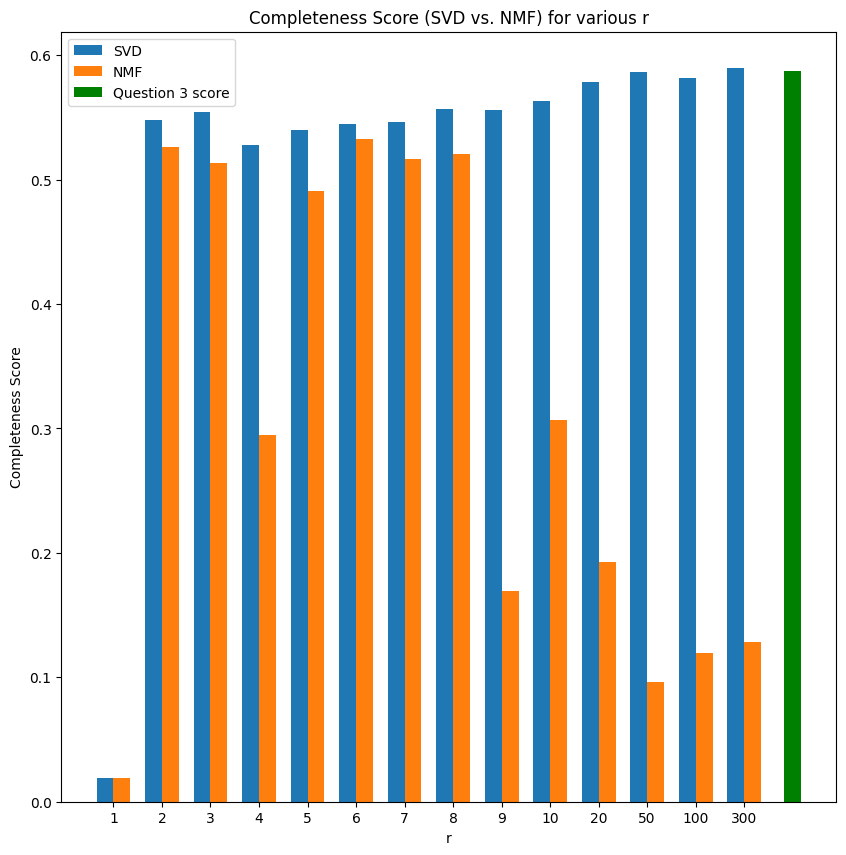 Completeness Score (SVD vs. NMF) for various r
SVD
NMF
Question 3 score
Completeness Score
0.6
0.5
0.4
0.3
0.2
0.1
0.0
1 2 3 4 5 6 7 8 9 10 20 50 100 300
r